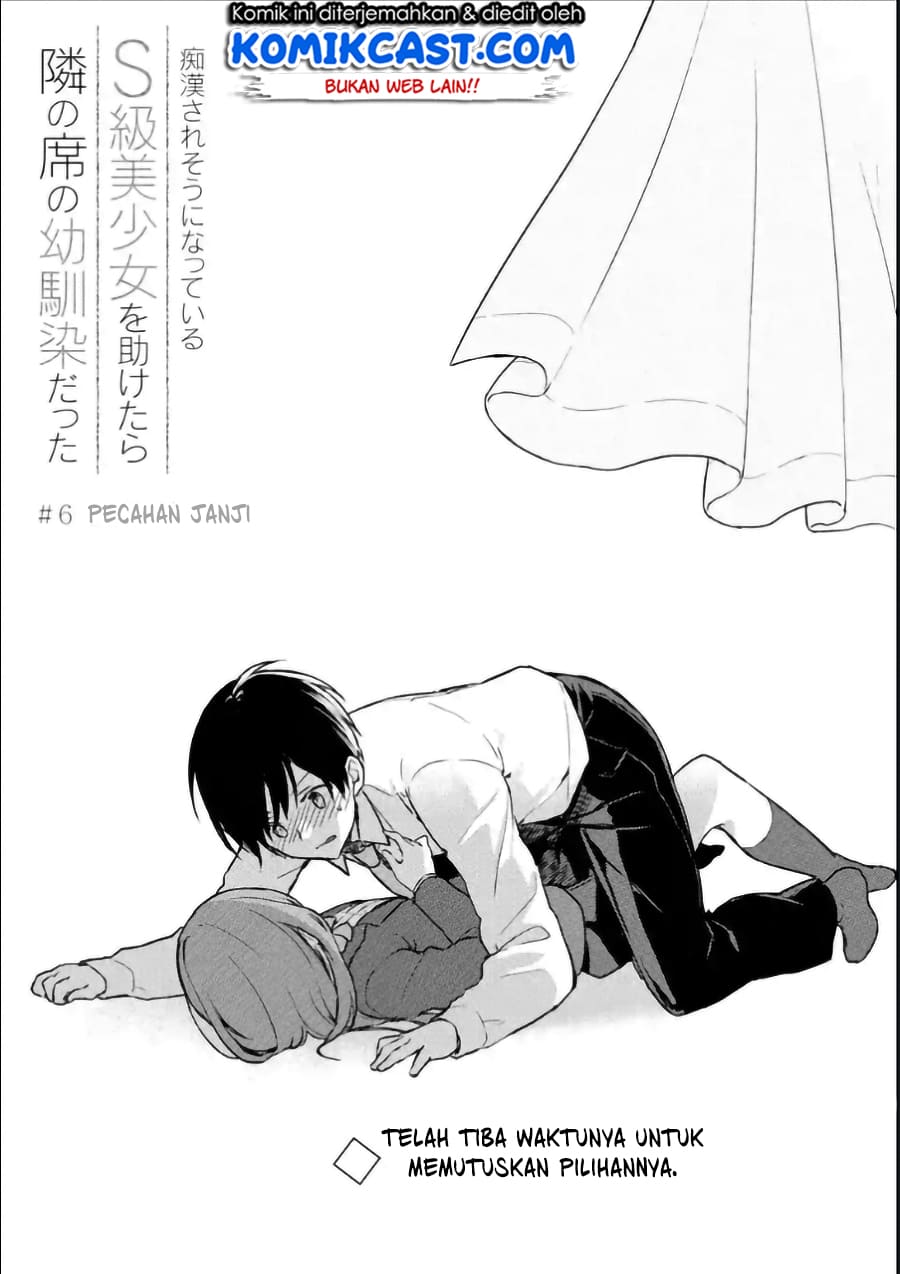 Komik ini diterjemahkan & diedit oleh
KOMIKCAST.COM
BUKAN WEB LAIN!!
痴漢されそうになっている
S級美少女を助けたら
隣の席の幼馴染だった
#6 PECAHAN JANJI
TELAH TIBA WAKTUNYA UNTUK
MEMUTUSKAN PILIHANNYA.